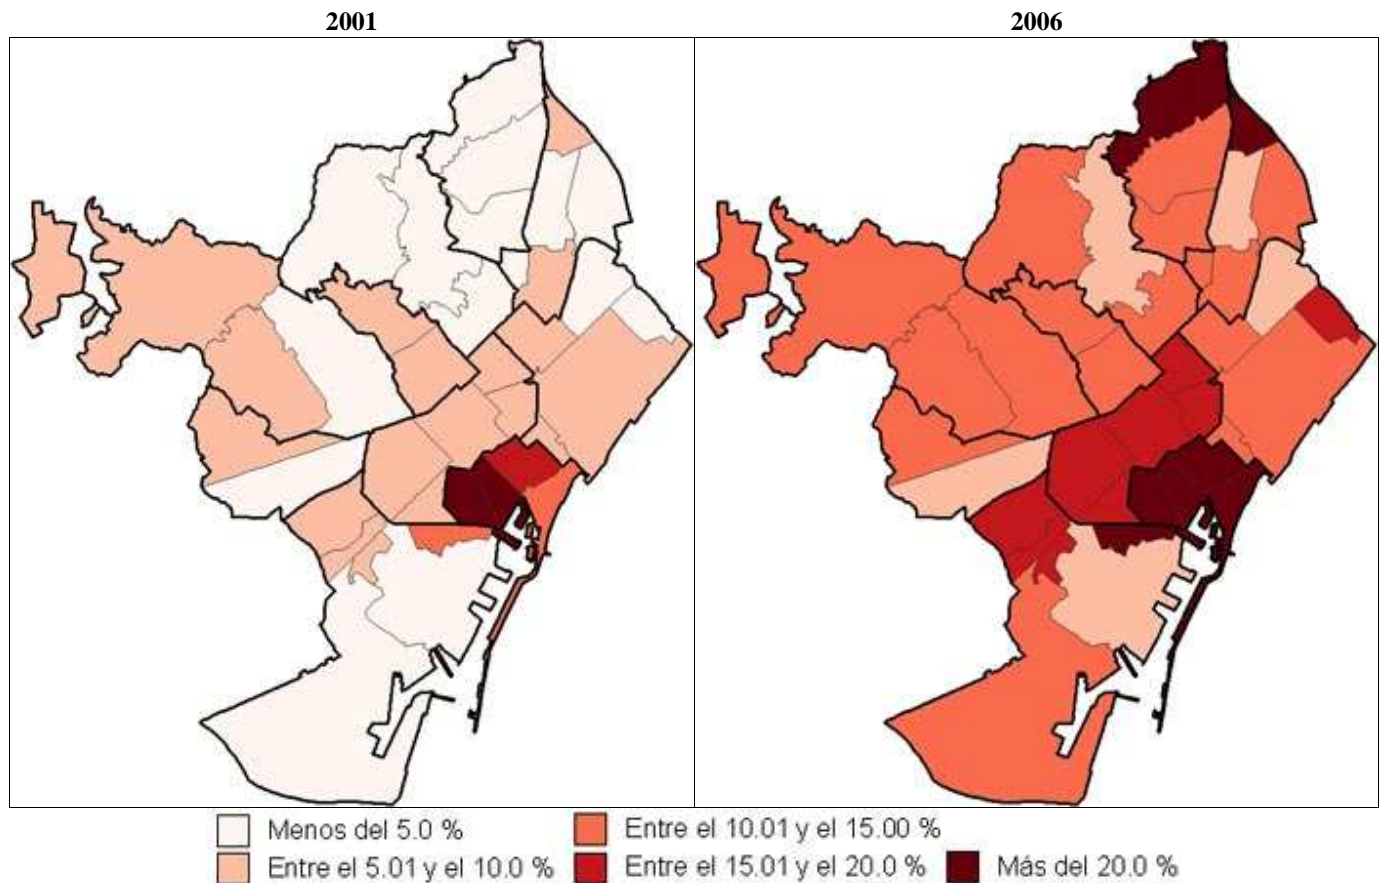 2001 2006
Menos del 5.0 % Entre el 10.01 y el 15.00 %
Entre el 5.01 y el 10.0 % Entre el 15.01 y el 20.0 % Más del 20.0 %